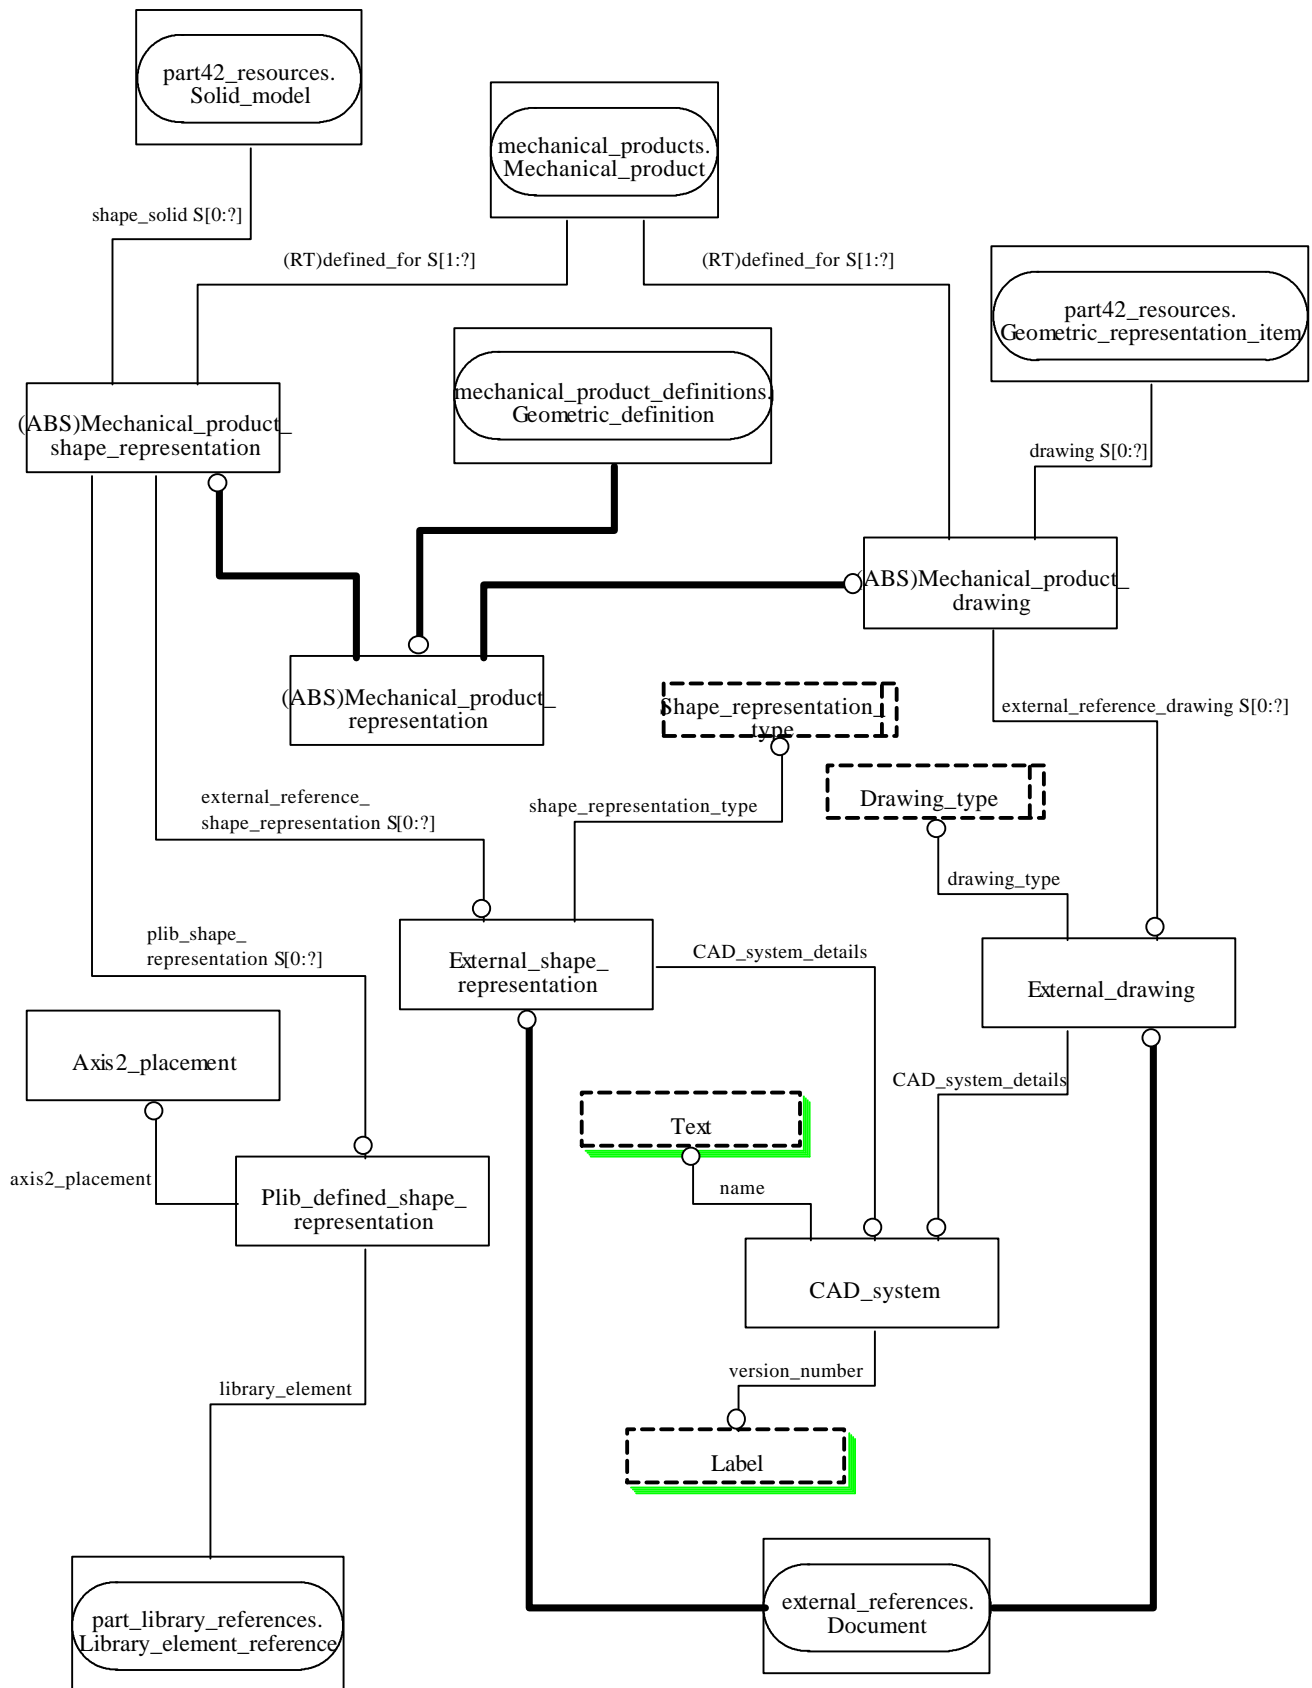 part42_resources.
Solid_model
mechanical_products.
Mechanical_product
shape_solid S[0:?]
(RT)defined_for S[1:?]
(RT)defined_for S[1:?]
part42_resources.
Geometric_representation_item
mechanical_product_definitions.
Geometric_definition
(ABS)Mechanical_product_
shape_representation
drawing S[0:?]
(ABS)Mechanical_product_
drawing
(ABS)Mechanical_product_
representation
Shape_representation_
type
external_reference_drawing S[0:?]
Drawing_type
external_reference_
shape_representation S[0:?]
shape_representation_type
drawing_type
plib_shape_
representation S[0:?]
External_shape_
representation
CAD_system_details
External_drawing
Axis2_placement
CAD_system_details
Text
axis2_placement
name
Plib_defined_shape_
representation
CAD_system
version_number
library_element
Label
external_references.
Document
part_library_references.
Library_element_reference